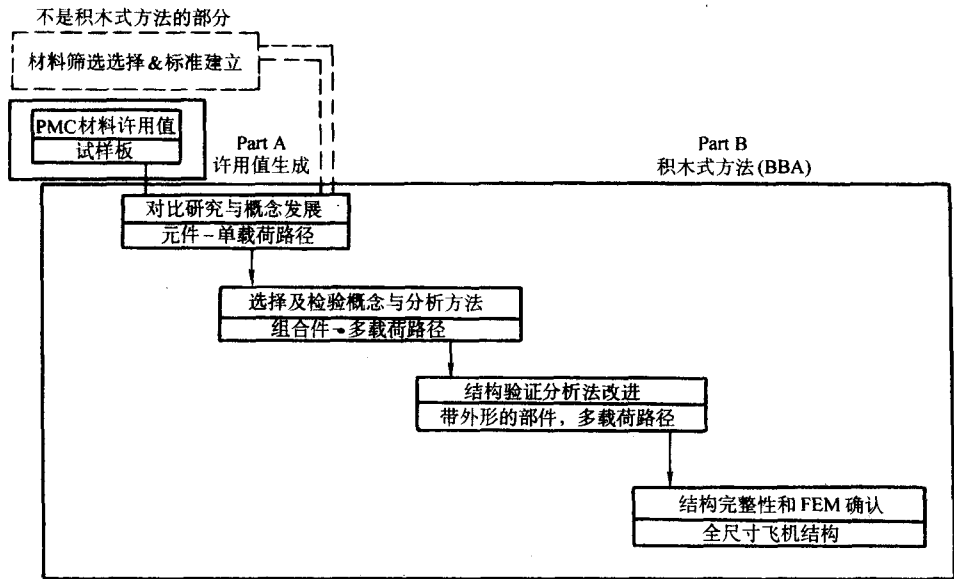 不是积木式方法的部分
材料筛选选择&标准建立
PMC材料许用值
试样板
Part A
许用值生成
Part B
积木式方法(BBA)
对比研究与概念发展
元件-单载荷路径
选择及检验概念与分析方法
组合件-多载荷路径
结构验证分析法改进
带外形的部件，多载荷路径
结构完整性和 FEM 确认
全尺寸飞机结构